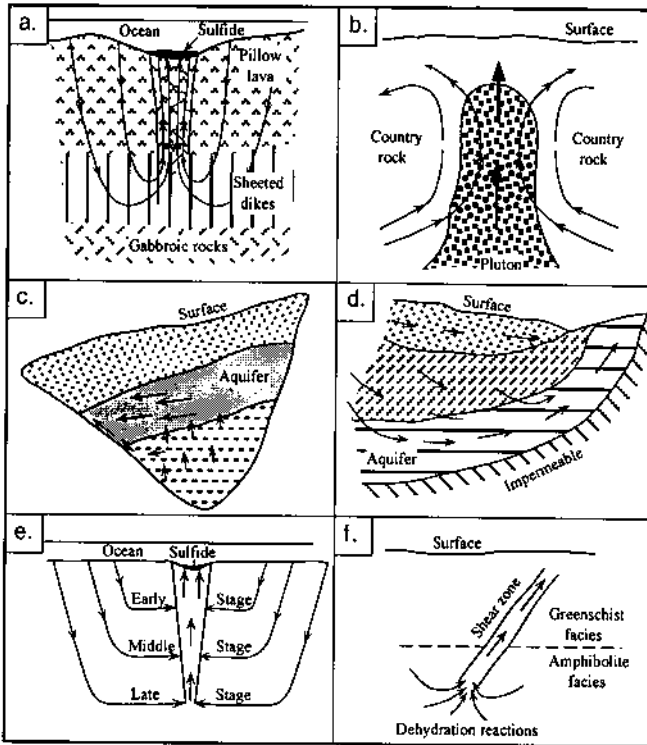 a.
Ocean
Sulfide
Pillow
lava
Sheeted
dikes
Gabbroic rocks
b.
Surface
Country
rock
Country
rock
Pluton
c.
Surface
Aquifer
d.
Surface
Aquifer
Impermeable
e.
Ocean
Sulfide
Early
Stage
Middle
Stage
Late
Stage
f.
Surface
Shear zone
Greenschist
facies
Amphibolite
facies
Dehydration reactions